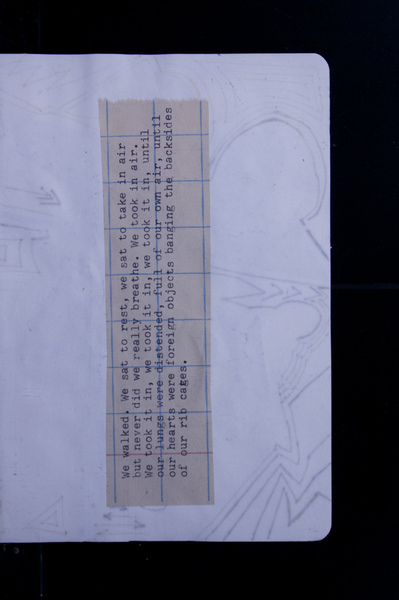 We walked. We sat to rest, we sat to take in air
but never did we really breathe. We took in air.
We took it in, we took it in, we took it in, until
our lungs were distended, full of our own air, until
our hearts were foreign objects banging the backsides
of our rib cages.